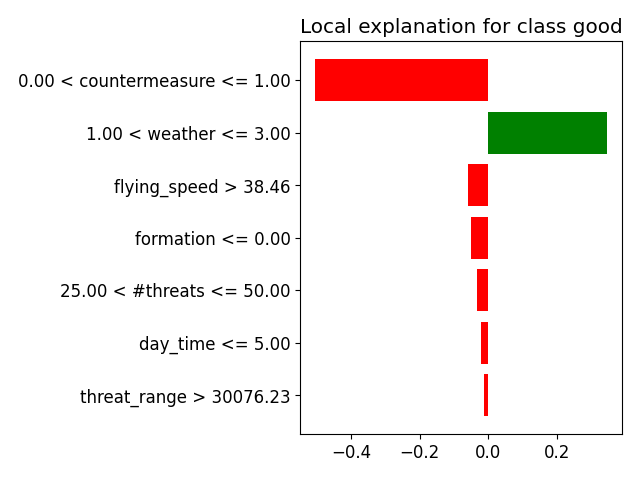 Local explanation for class good
0.00 < countermeasure <= 1.00
1.00 < weather <= 3.00
flying_speed > 38.46
formation <= 0.00
25.00 < #threats <= 50.00
day_time <= 5.00
threat_range > 30076.23
−0.4 −0.2 0.0 0.2